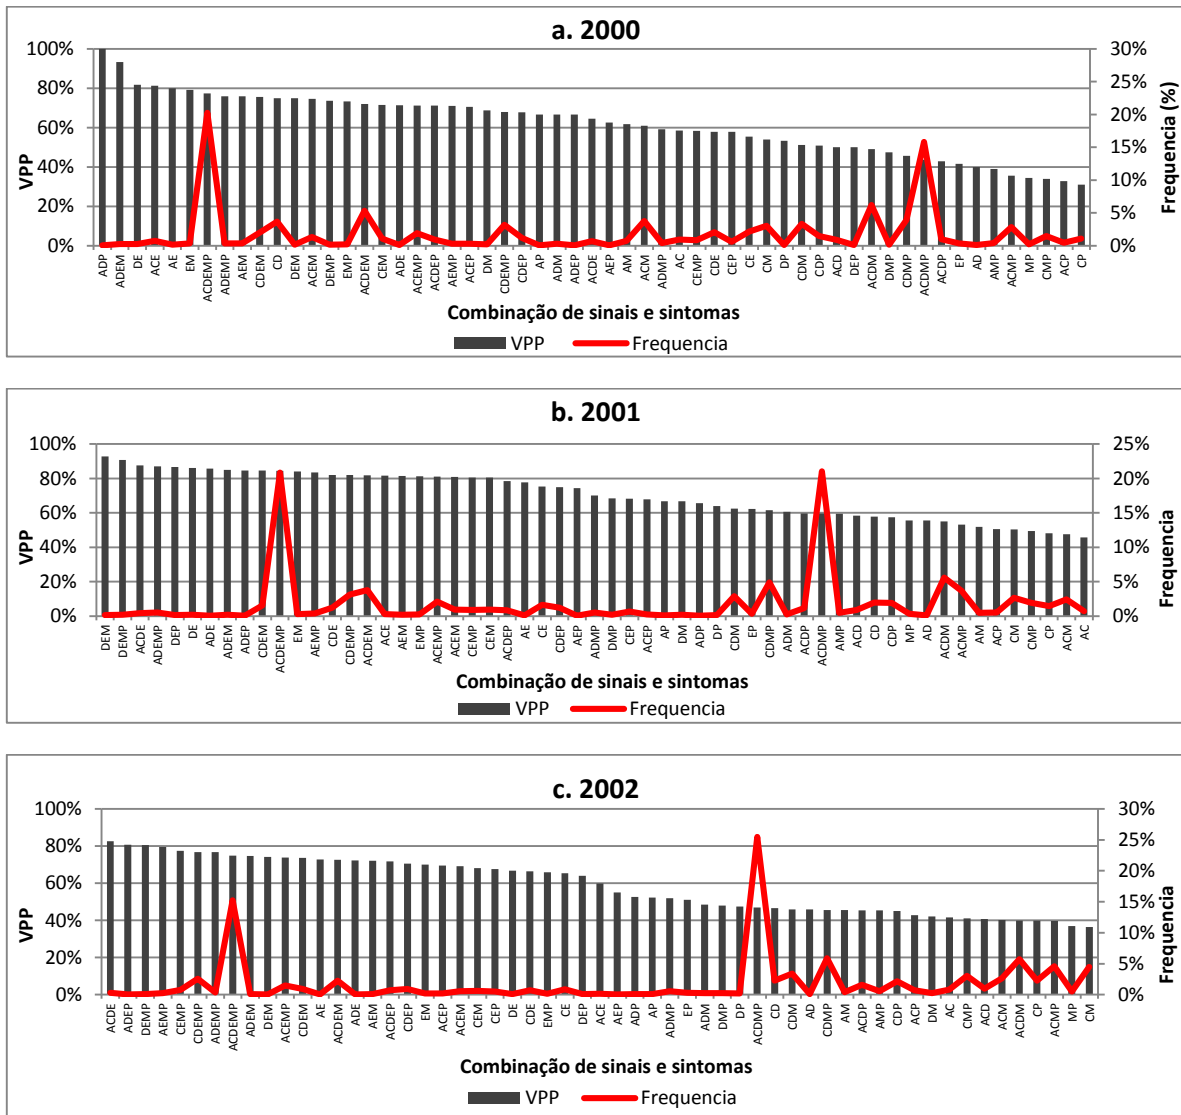 a. 2000
100%
80%
60%
40%
20%
0%
VPP
30%
25%
20%
15%
10%
5%
0%
Frequencia (%)
ADP ADEM DE ACE AE EM ACDEMP ADEMP AEM CDEM CD DEM ACEM DEMP EMP ACDEM CEM ADE ACEMP ACDEP AEMP ACEP DM CDEMP CDEP AP ADM ADEP ACDE AEP AM ACM ADMP AC CEMP CDE CEP CE CM DP CDM CDP ACD DEP ACDM DMP CDMP ACDMP ACDP EP AD AMP ACMP MP CMP ACP CP
Combinação de sinais e sintomas
VPP Frequencia
b. 2001
100%
80%
60%
40%
20%
0%
VPP
25%
20%
15%
10%
5%
0%
Frequencia
DEM DEMP ACDE ADEMP DEP DE ADE ADEM ADEP CDEM ACDEMP EM AEMP CDE CDEMP ACDEM ACE AEM EMP ACEMP ACEM CEMP CEM ACDEP AE CE CDEP AEP ADMP DMP CEP ACEP AP DM ADP DP CDM EP CDMP ADM ACDP ACDMP AMP ACD CD CDP MP AD ACDM ACMP AM ACP CM CMP CP ACM AC
Combinação de sinais e sintomas
VPP Frequencia
c. 2002
100%
80%
60%
40%
20%
0%
VPP
30%
25%
20%
15%
10%
5%
0%
Frequencia
ACDE ADEP DEMP AEMP CEMP CDEMP ADEMP ACDEMP ADEM DEM ACEMP CDEM AE ACDEM ADE AEM ACDEP CDEP EM ACEP ACEM CEM CEP DE CDE EMP CE DEP ACE AEP ADP AP ADMP EP ADM DMP DP ACDMP CD CDM AD CDMP AM ACDP AMP CDP ACP DM AC CMP ACD ACM ACDM CP ACMP MP CM
Combinação de sinais e sintomas
VPP Frequencia